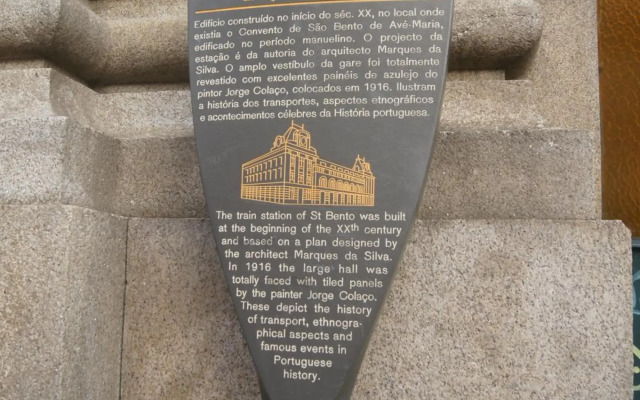 Edifício construído no início do séc. XX, no local onde
existia o Convento de São Bento de Avé-Maria,
edificado no período manuelino. O projecto da
estação é da autoria do arquitecto Marques da
Silva. O amplo vestíbulo da gare foi totalmente
revestido com excelentes painéis de azulejo do
pintor Jorge Colaço, colocados em 1916. Ilustram
a história dos transportes, aspectos etnográficos
e acontecimentos célebres da História portuguesa.
The train station of St Bento was built
at the beginning of the XXth century
and based on a plan designed by
the architect Marques da Silva.
In 1916 the large hall was
totally faced with tiled panels
by the painter Jorge Colaço.
These depict the history
of transport, ethnogra-
phical aspects and
famous events in
Portuguese
history.